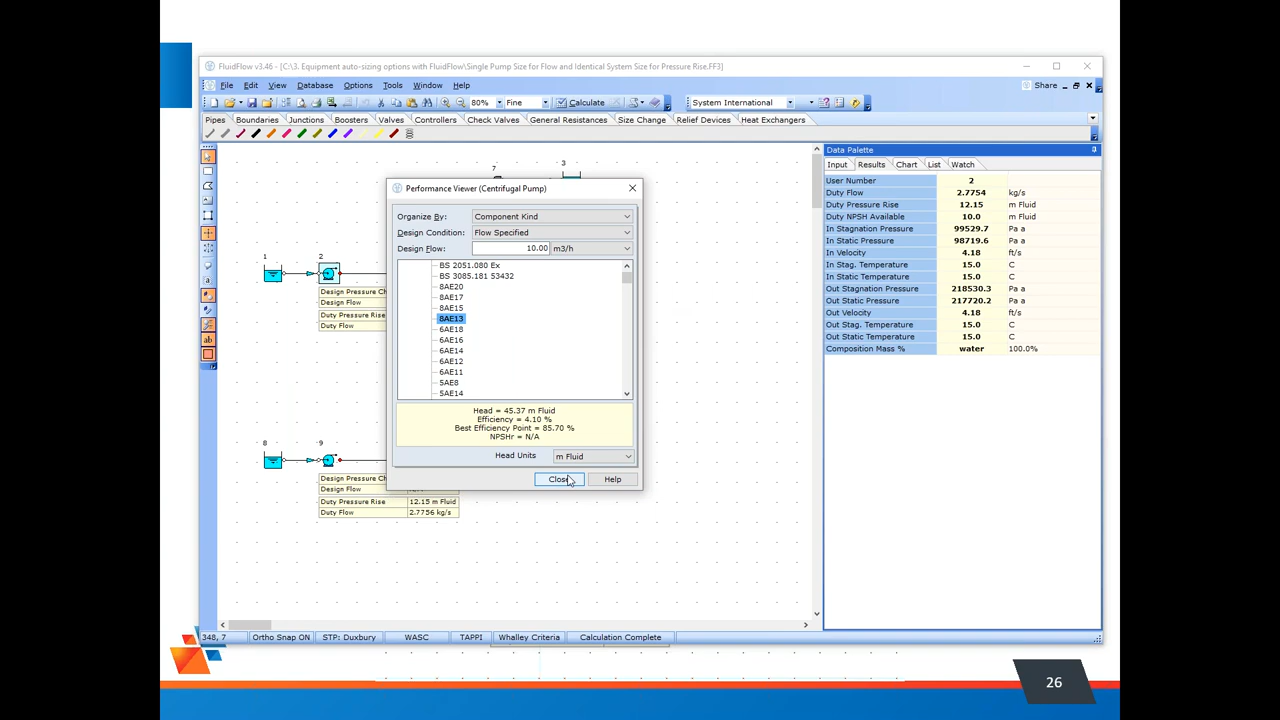 FluidFlow v3.46 - [C:\3. Equipment auto-sizing options with FluidFlow\Single Pump Size for Flow and Identical System Size for Pressure Rise.FF3]
File Edit View Database Options Tools Window Help Share
80% Fine Calculate System International
Pipes Boundaries Junctions Boosters Valves Controllers Check Valves General Resistances Size Change Relief Devices Heat Exchangers
7 3
1 2
Design Pressure Ch
Design Flow
Duty Pressure Rise
Duty Flow
8 9
Design Pressure Ch
Design Flow
Duty Pressure Rise 12.15 m Fluid
Duty Flow 2.7756 kg/s
Performance Viewer (Centrifugal Pump)
Organize By: Component Kind
Design Condition: Flow Specified
Design Flow: 10.00 m3/h
BS 2051.080 Ex
BS 3085.181 53432
8AE20
8AE17
8AE15
8AE13
6AE18
6AE16
6AE14
6AE12
6AE11
5AE8
5AE14
Head = 45.37 m Fluid
Efficiency = 4.10 %
Best Efficiency Point = 85.70 %
NPSHr = N/A
Head Units m Fluid
Close Help
Data Palette
Input Results Chart List Watch
User Number 2
Duty Flow 2.7754 kg/s
Duty Pressure Rise 12.15 m Fluid
Duty NPSH Available 10.0 m Fluid
In Stagnation Pressure 99529.7 Pa a
In Static Pressure 98719.6 Pa a
In Velocity 4.18 ft/s
In Stag. Temperature 15.0 C
In Static Temperature 15.0 C
Out Stagnation Pressure 218530.3 Pa a
Out Static Pressure 217720.2 Pa a
Out Velocity 4.18 ft/s
Out Stag. Temperature 15.0 C
Out Static Temperature 15.0 C
Composition Mass % water 100.0%
348, 7 Ortho Snap ON STP: Duxbury WASC TAPPI Whalley Criteria Calculation Complete
26